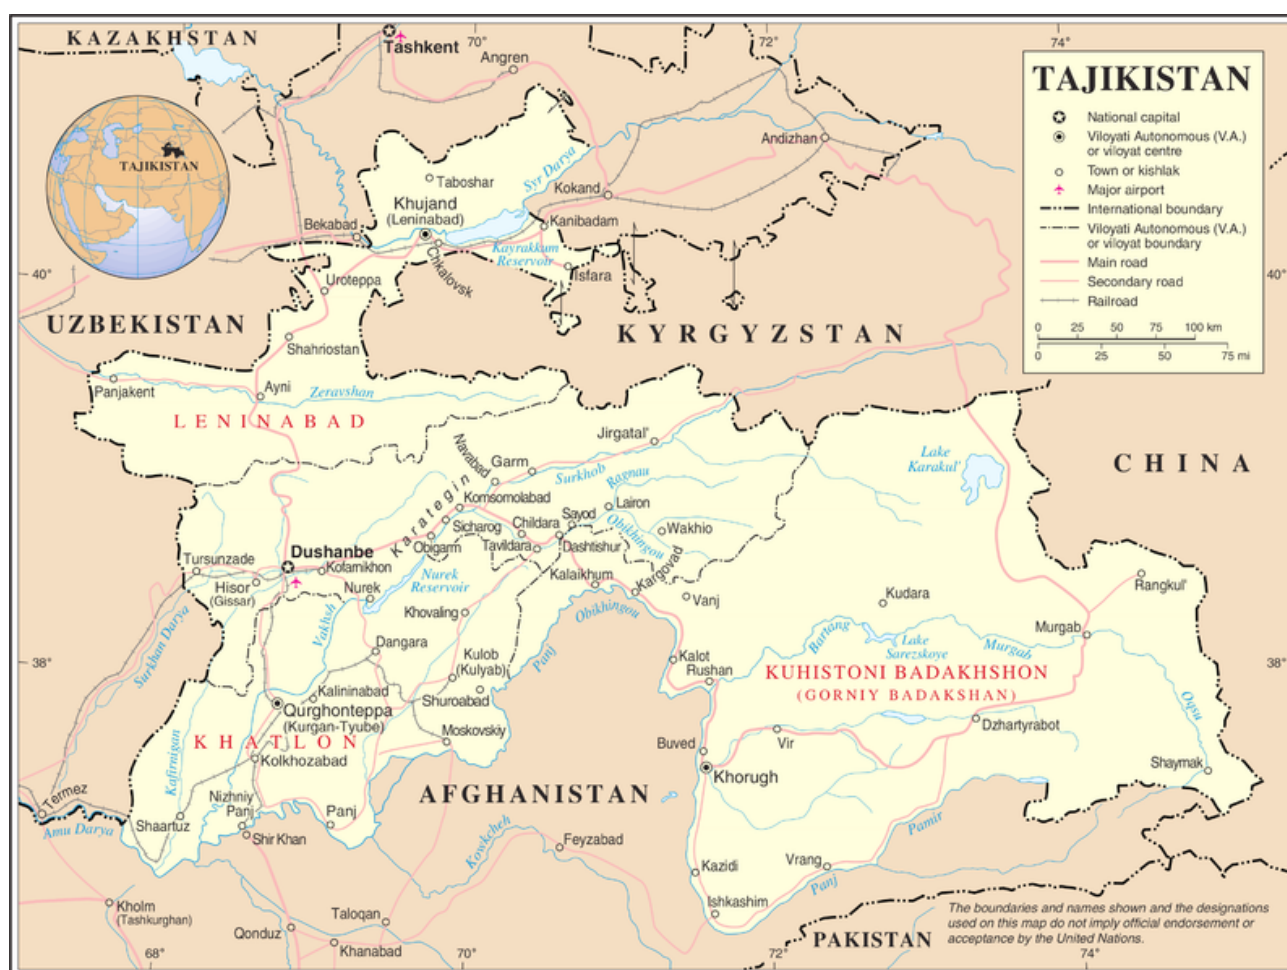 KAZAKHSTAN
Tashkent
70
72
74
Angren
TAJIKISTAN
National capital
Viloyati Autonomous (V.A.)
or viloyat centre
Town or kishlak
Major airport
International boundary
Viloyati Autonomous (V.A.)
or viloyat boundary
Main road
Secondary road
Railroad
0 25 50 75 100 km
0 25 50 75 mi
TAJIKISTAN
Andizhan
Taboshar
Syr Darya
Kokand
Khujand
(Leninabad)
Bekabad
Kanibadam
Kayrakkum
Reservoir
Chkalovsk
Isfara
40
40
Uroteppa
UZBEKISTAN
KYRGYZSTAN
Shahriostan
Panjakent
Ayni
Zeravshan
LENINABAD
Jirgatal'
Lake
Karakul'
CHINA
Navabad
Garm
Surkhob
Ragnau
Karategin
Komsomolabad
Lairon
Sicharog
Childara
Sayod
Obikhingou
Wakhio
Obigarm
Tavildara
Dashtishur
Dushanbe
Kofarnikhon
Tursunzade
Hisor
(Gissar)
Nurek
Nurek
Reservoir
Kalaikhum
Kargovad
Rangkul'
Vanj
Kudara
Surkhan Darya
Vakhsh
Khovaling
Obikhingou
Dangara
Panj
Bartang
Lake
Sarezskoye
Murgab
Murgab
38
38
Kulob
(Kulyab)
Kalot
Rushan
KUHISTONI BADAKHSHON
(GORNIY BADAKSHAN)
Kalininabad
Shuroabad
Oqsu
Qurghonteppa
(Kurgan-Tyube)
Moskovskiy
Dzhartyrabot
KHATLON
Kafirnigan
Buved
Vir
Kolkhozabad
Khorugh
Shaymak
AFGHANISTAN
Termez
Nizhniy
Panj
Panj
Amu Darya
Shaartuz
Shir Khan
Kowkcheh
Feyzabad
Pamir
Kazidi
Vrang
Panj
Kholm
(Tashkurghan)
Taloqan
Ishkashim
Qonduz
Khanabad
PAKISTAN
The boundaries and names shown and the designations
used on this map do not imply official endorsement or
acceptance by the United Nations.
68
70
72
74